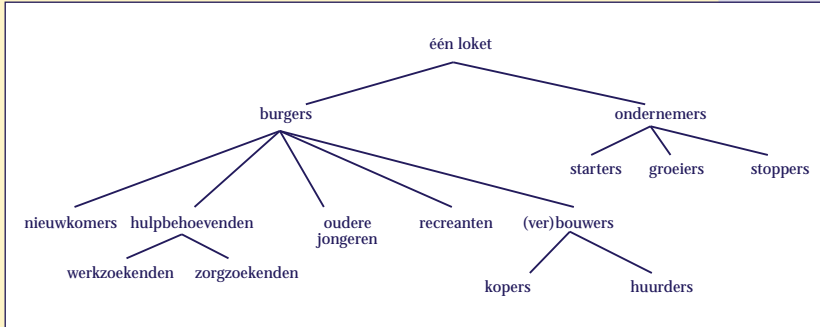 één loket
burgers
ondernemers
starters
groeiers
stoppers
nieuwkomers
hulpbehoevenden
oudere
jongeren
recreanten
(ver)bouwers
werkzoekenden
zorgzoekenden
kopers
huurders